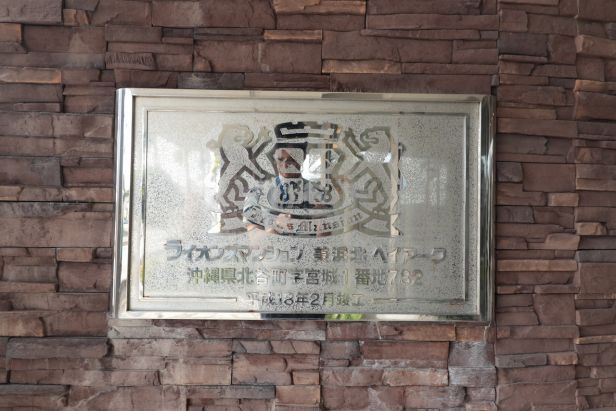 ライオンズマンション 美浜北 ベイアーフ
沖縄県北谷町字宮城1番地782
平成18年2月竣工